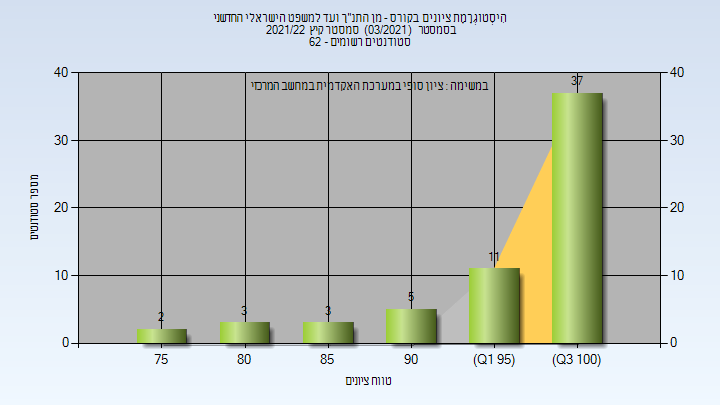 היסטוגרמת ציונים בקורס - מן התנ"ך ועד למשפט הישראלי החדשני
בסמסטר (03/2021) סמסטר קיץ 2021/22
סטודנטים רשומים - 62
במשימה : ציון סופי במערכת האקדמית במחשב המרכזי
מספר סטודנטים
40
30
20
10
0
40
30
20
10
0
2
3
3
5
11
37
75
80
85
90
(Q1 95)
(Q3 100)
טווח ציונים